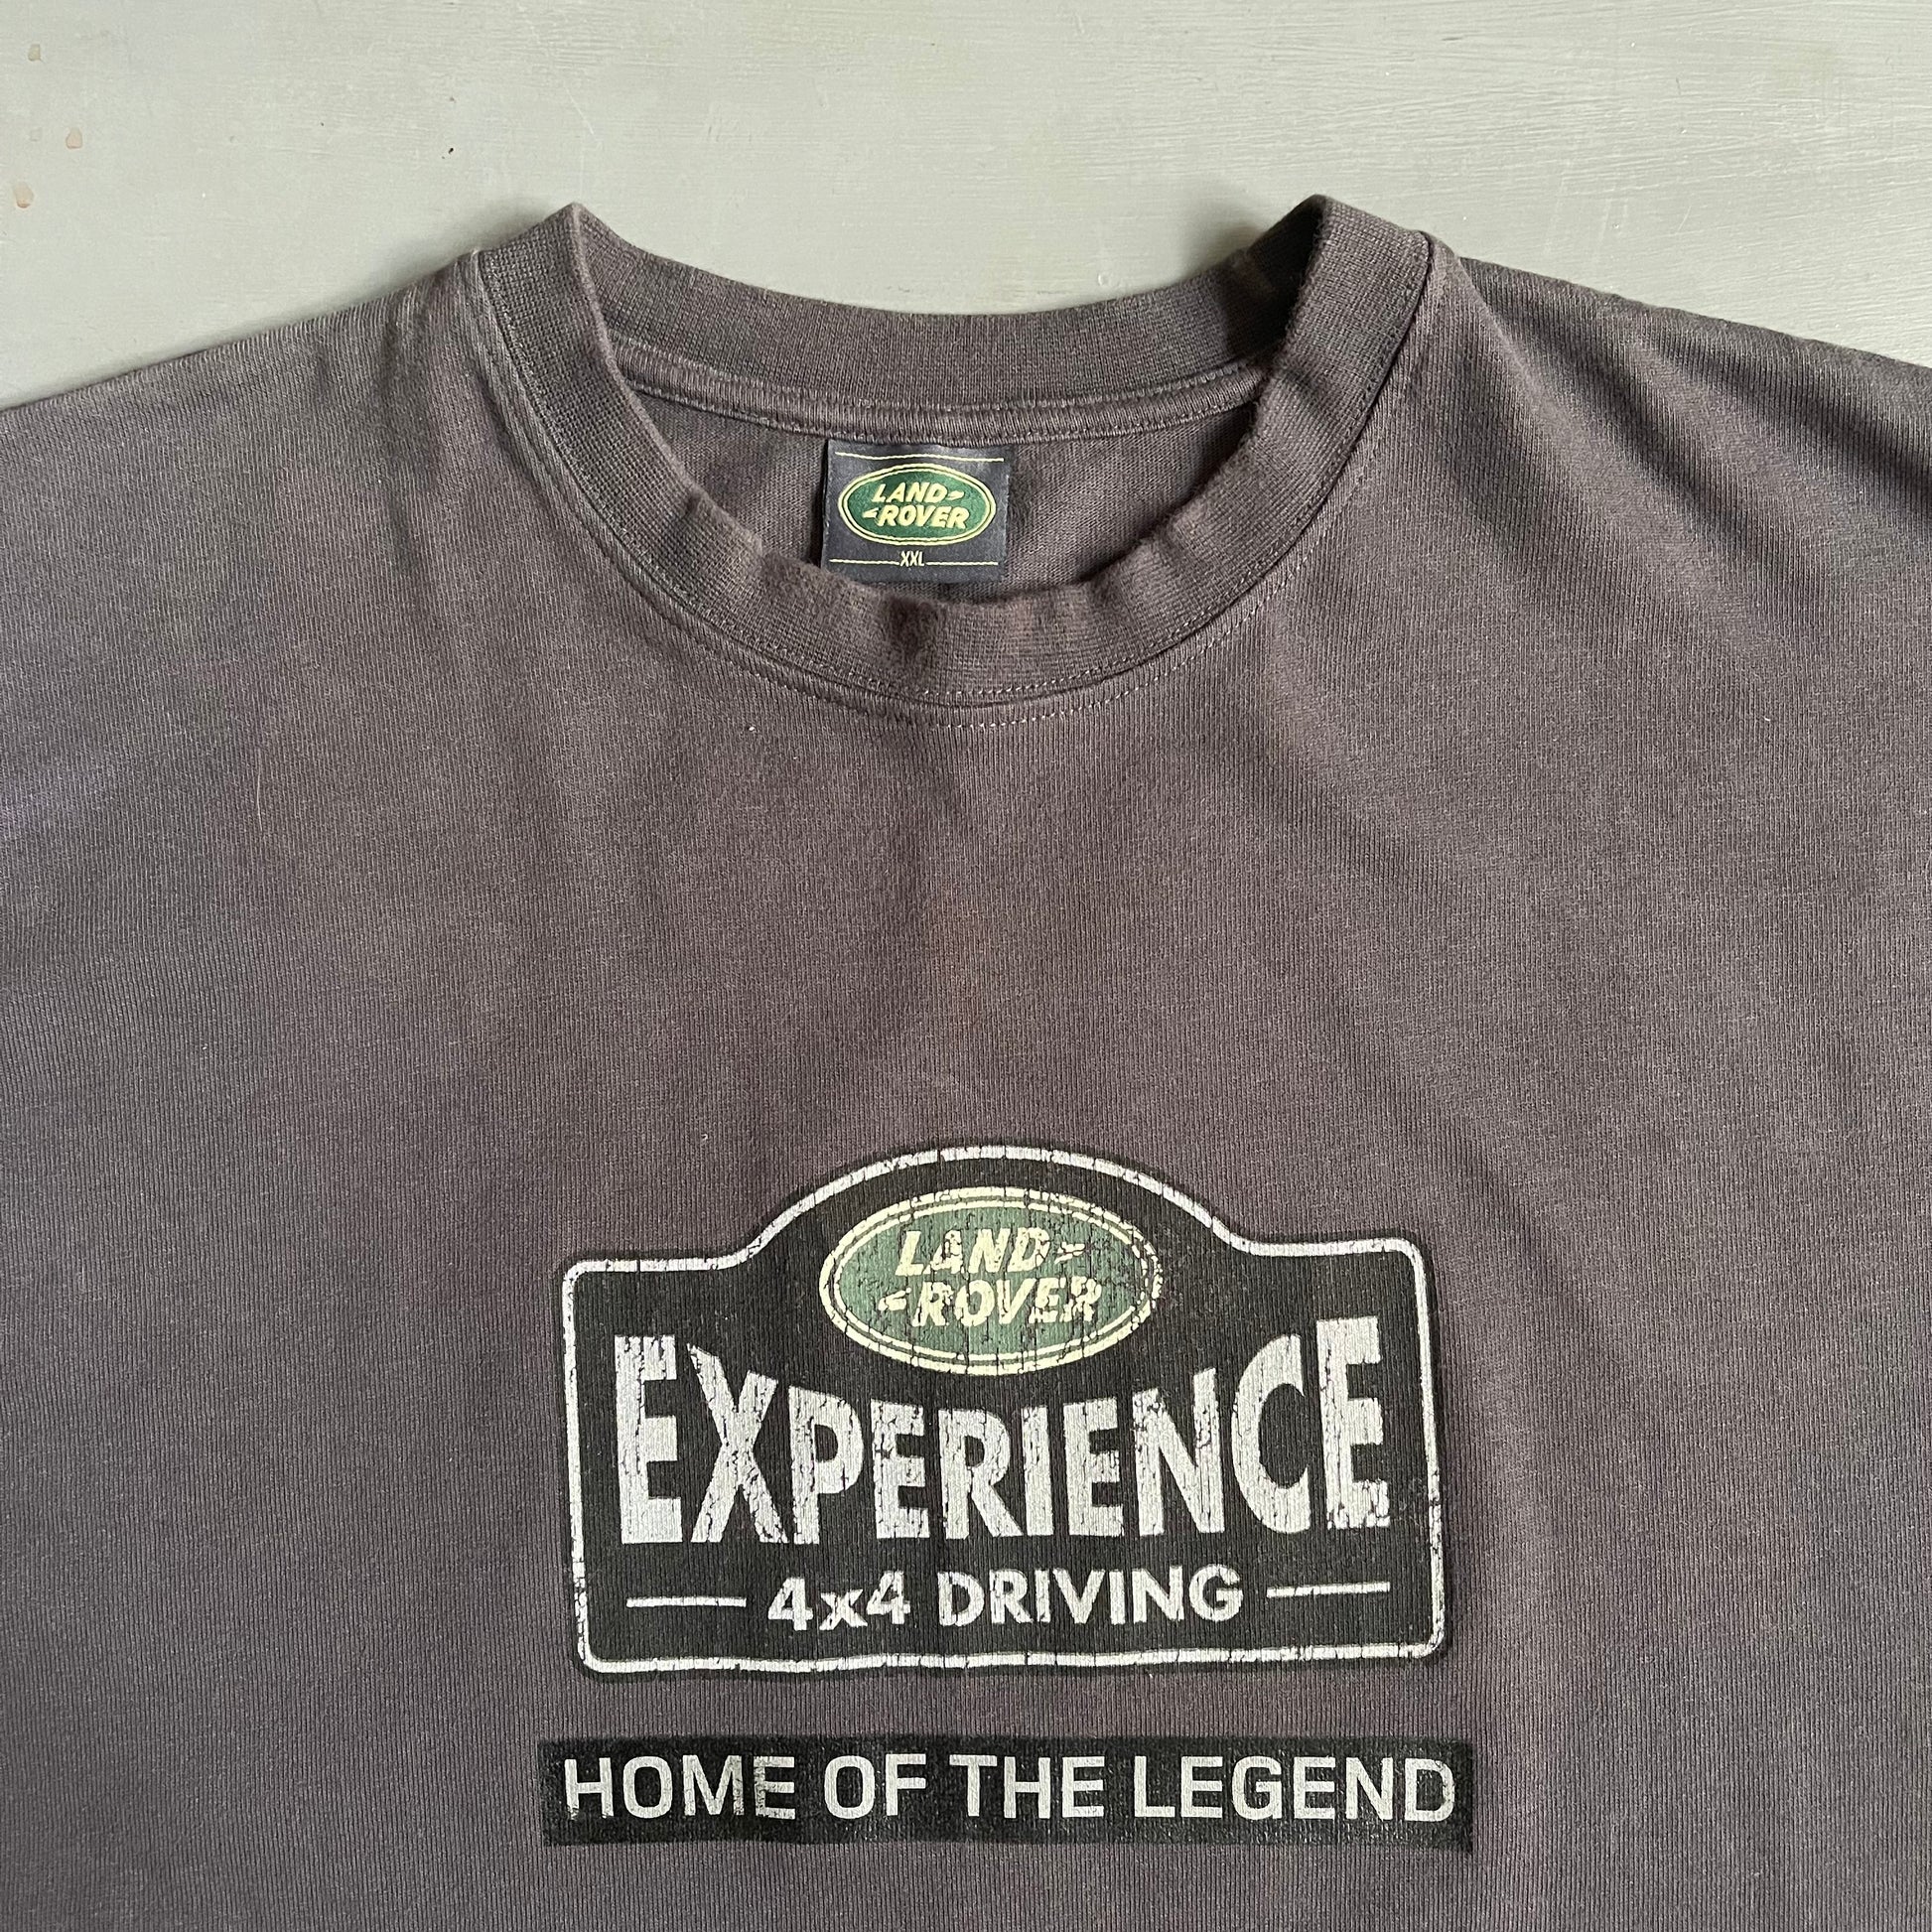 LAND
ROVER
XXL
LAND
ROVER
EXPERIENCE
4x4 DRIVING
HOME OF THE LEGEND